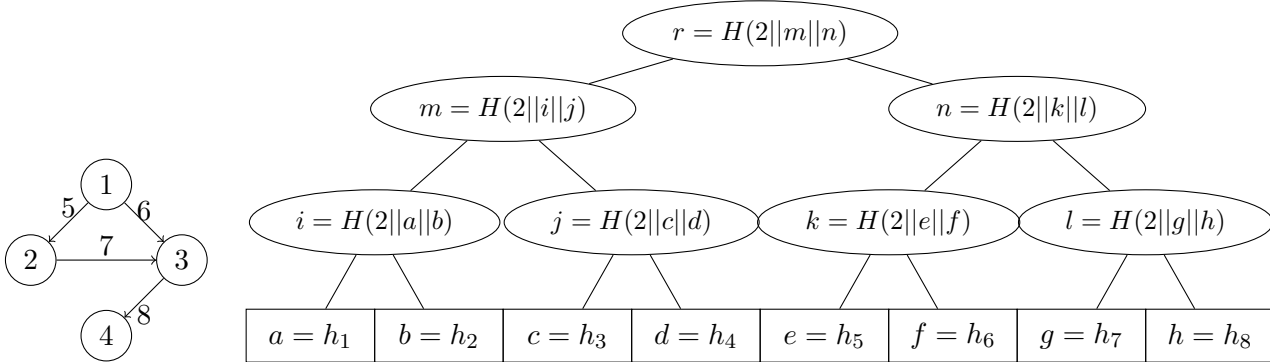 r = H(2||m||n)
m = H(2||i||j)
n = H(2||k||l)
1
5
6
i = H(2||a||b)
j = H(2||c||d)
k = H(2||e||f)
l = H(2||g||h)
2
7
3
4
8
a = h₁
b = h₂
c = h₃
d = h₄
e = h₅
f = h₆
g = h₇
h = h₈